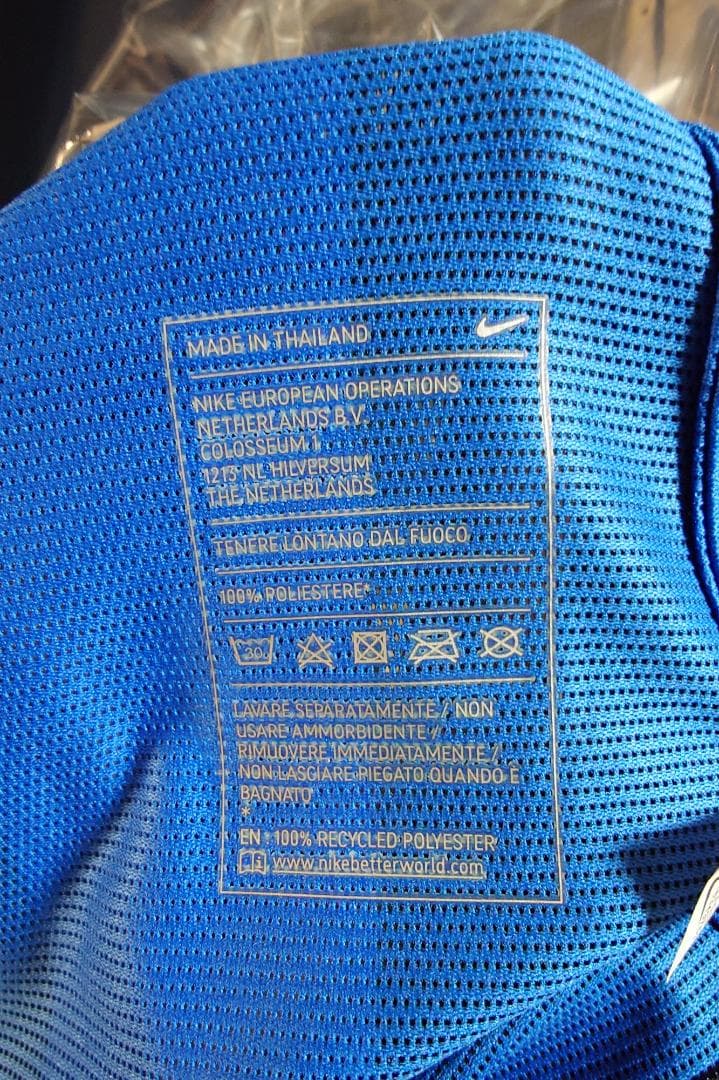 MADE IN THAILAND
NIKE EUROPEAN OPERATIONS
NETHERLANDS B.V.
COLOSSEUM 1
1213 NL HILVERSUM
THE NETHERLANDS
TENERE LONTANO DAL FUOCO
100% POLIESTERE*
30
LAVARE SEPARATAMENTE / NON
USARE AMMORBIDENTE /
RIMUOVERE IMMEDIATAMENTE /
NON LASCIARE PIEGATO QUANDO È
BAGNATO
*
EN : 100% RECYCLED POLYESTER
www.nikebetterworld.com